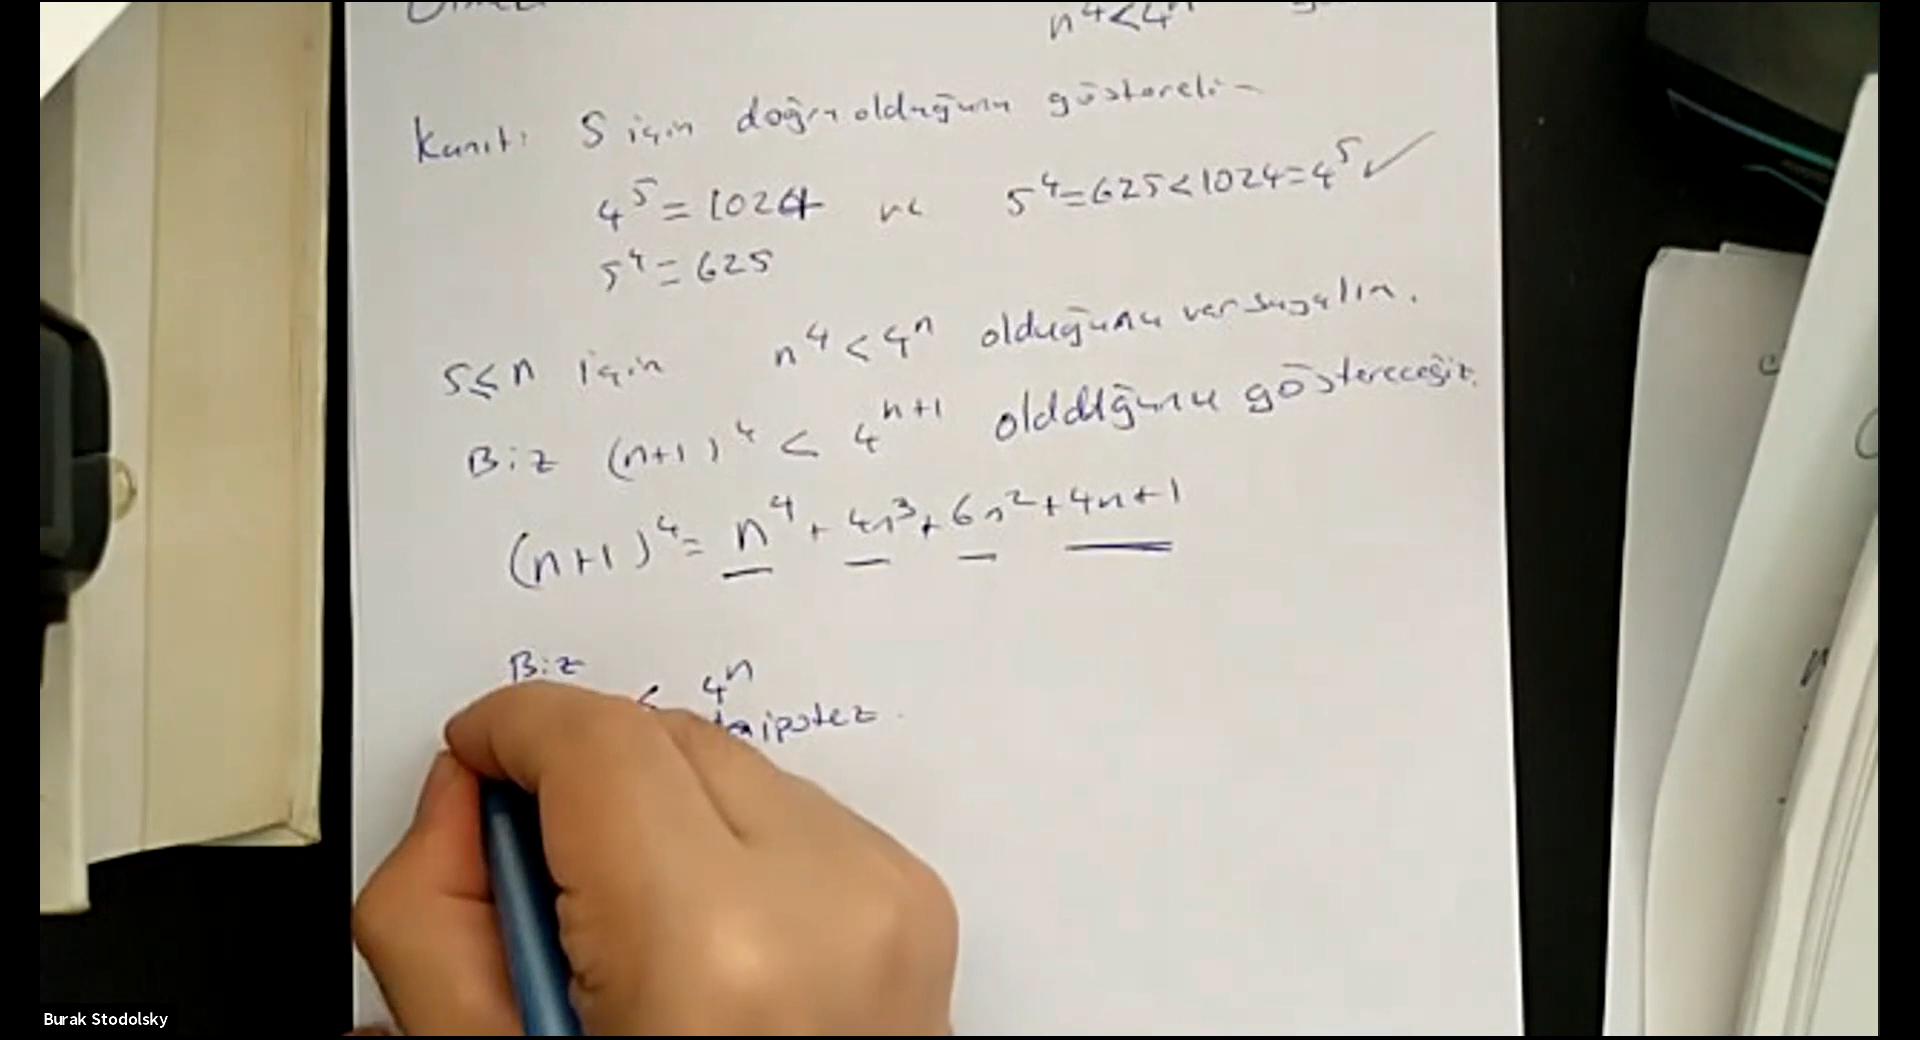 n⁴<4ⁿ
Kanıt: 5 için doğru olduğunu gösterelim
4⁵=1024 ve 5⁴=625<1024=4⁵ ✓
5⁴=625
5≤n için n⁴<4ⁿ olduğunu varsayalım.
Biz (n+1)⁴ < 4ⁿ⁺¹ olduğunu göstereceğiz.
(n+1)⁴= n⁴ + 4n³ + 6n² + 4n+1
Biz
< 4ⁿ
hipotez.
Burak Stodolsky